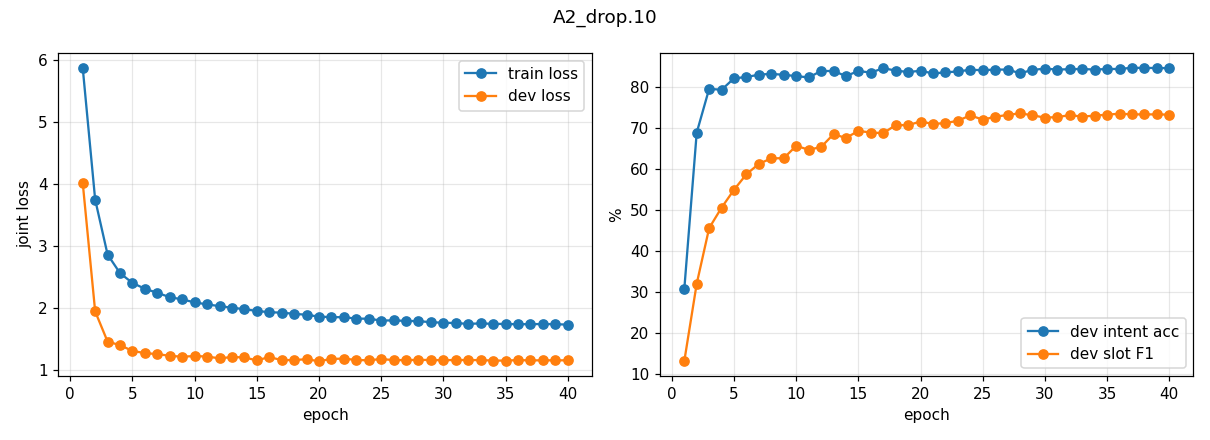 A2_drop.10
joint loss
6
5
4
3
2
1
0 5 10 15 20 25 30 35 40
epoch
train loss
dev loss
%
80
70
60
50
40
30
20
10
0 5 10 15 20 25 30 35 40
epoch
dev intent acc
dev slot F1